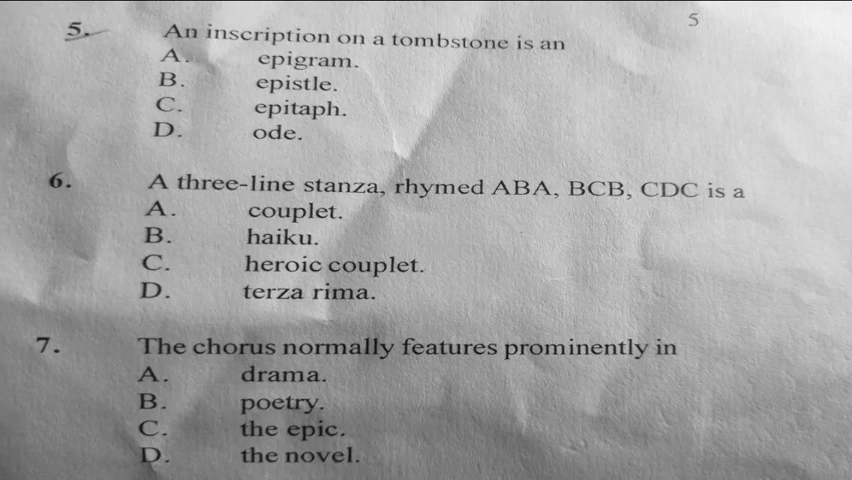 5
5. An inscription on a tombstone is an
A. epigram.
B. epistle.
C. epitaph.
D. ode.
6. A three-line stanza, rhymed ABA, BCB, CDC is a
A. couplet.
B. haiku.
C. heroic couplet.
D. terza rima.
7. The chorus normally features prominently in
A. drama.
B. poetry.
C. the epic.
D. the novel.